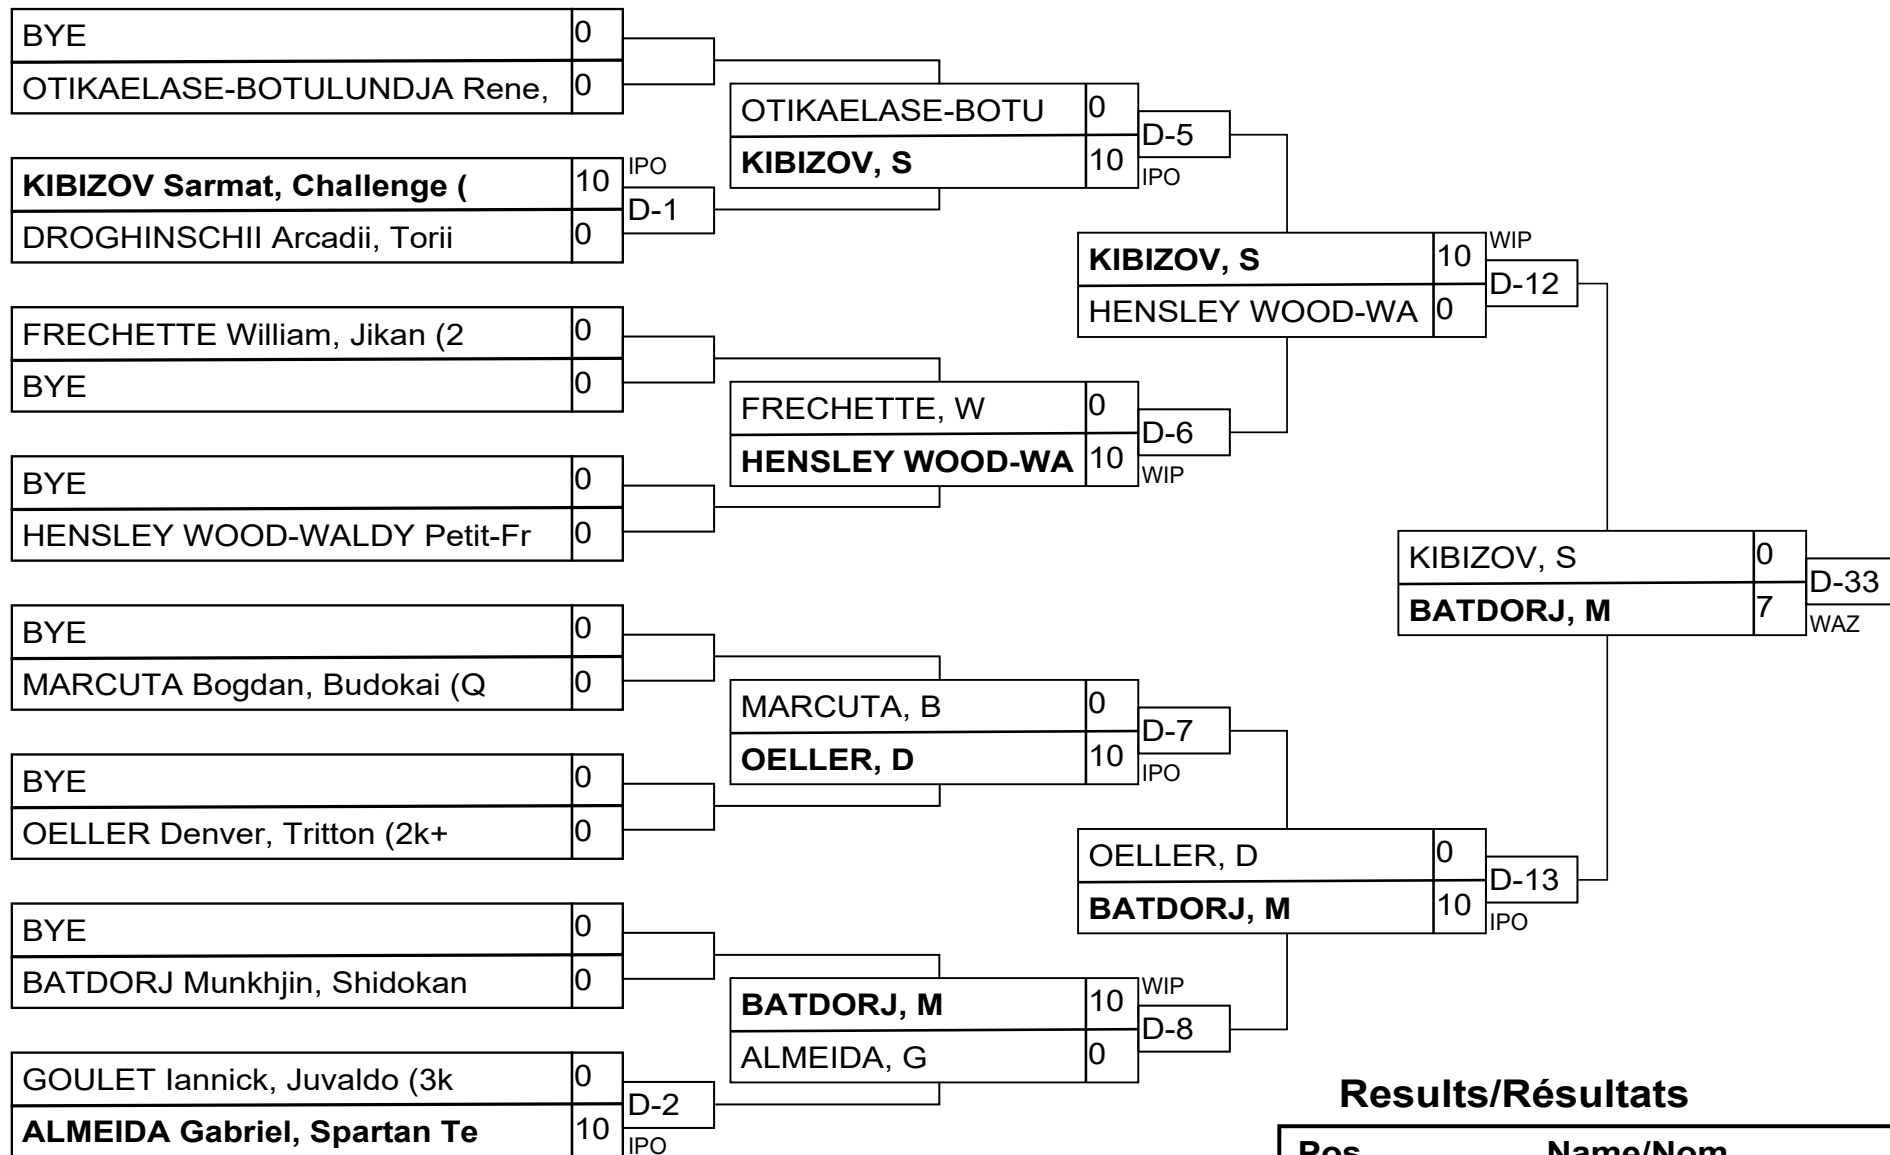 BYE 0
OTIKAELASE-BOTULUNDJA Rene, 0
KIBIZOV Sarmat, Challenge ( 10 IPO
D-1
DROGHINSCHII Arcadii, Torii 0
FRECHETTE William, Jikan (2 0
BYE 0
BYE 0
HENSLEY WOOD-WALDY Petit-Fr 0
BYE 0
MARCUTA Bogdan, Budokai (Q 0
BYE 0
OELLER Denver, Tritton (2k+ 0
BYE 0
BATDORJ Munkhjin, Shidokan 0
GOULET Iannick, Juvaldo (3k 0
D-2
ALMEIDA Gabriel, Spartan Te 10 IPO
OTIKAELASE-BOTU 0
D-5
KIBIZOV, S 10 IPO
FRECHETTE, W 0
D-6
HENSLEY WOOD-WA 10 WIP
MARCUTA, B 0
D-7
OELLER, D 10 IPO
BATDORJ, M 10 WIP
D-8
ALMEIDA, G 0
KIBIZOV, S 10 WIP
D-12
HENSLEY WOOD-WA 0
OELLER, D 0
D-13
BATDORJ, M 10 IPO
KIBIZOV, S 0
D-33
BATDORJ, M 7 WAZ
Results/Résultats
Pos Name/Nom